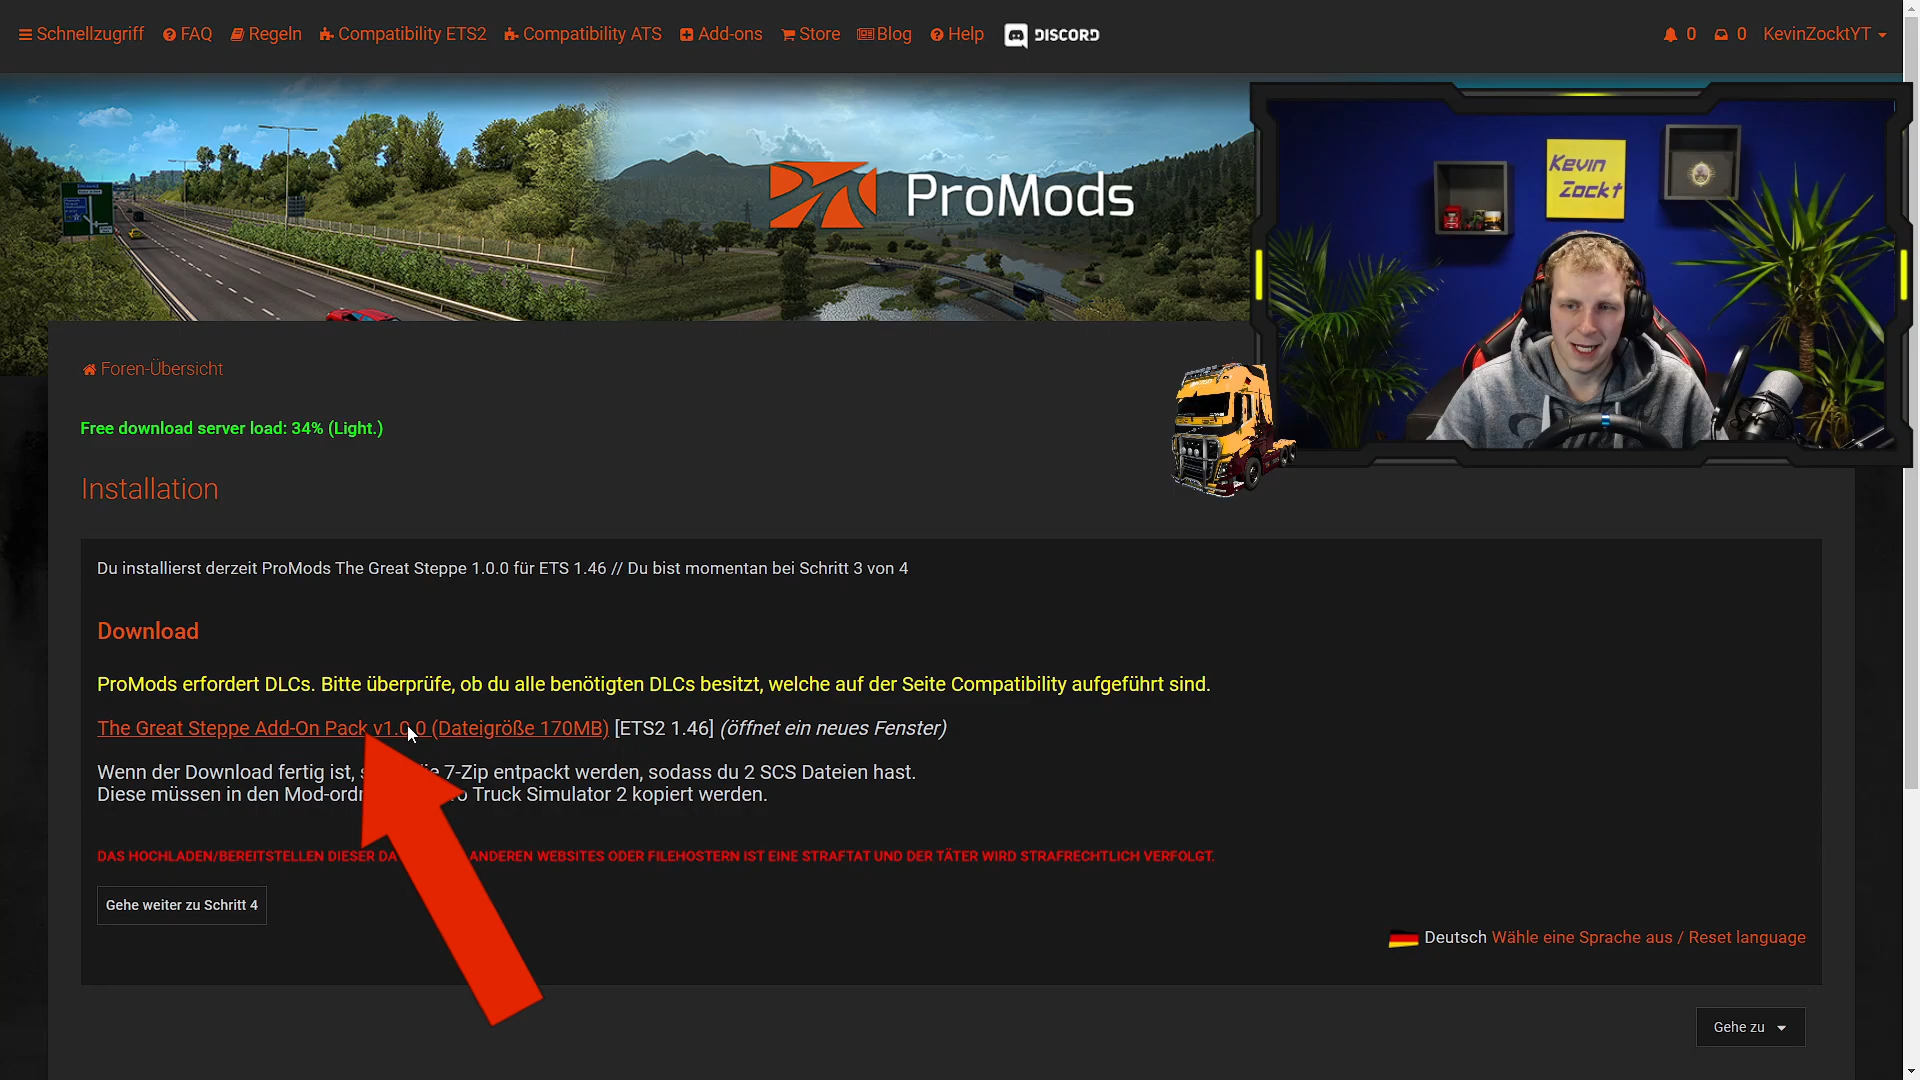 Schnellzugriff FAQ Regeln Compatibility ETS2 Compatibility ATS Add-ons Store Blog Help DISCORD 0 0 KevinZocktYT
ProMods
Kevin
Zockt
Foren-Übersicht
Free download server load: 34% (Light.)
Installation
Du installierst derzeit ProMods The Great Steppe 1.0.0 für ETS 1.46 // Du bist momentan bei Schritt 3 von 4
Download
ProMods erfordert DLCs. Bitte überprüfe, ob du alle benötigten DLCs besitzt, welche auf der Seite Compatibility aufgeführt sind.
The Great Steppe Add-On Pack v1.0.0 (Dateigröße 170MB) [ETS2 1.46] (öffnet ein neues Fenster)
Wenn der Download fertig ist, 7-Zip entpackt werden, sodass du 2 SCS Dateien hast.
Diese müssen in den Truck Simulator 2 kopiert werden.
DAS HOCHLADEN/BEREITSTELLEN DIESER ANDEREN WEBSITES ODER FILEHOSTERN IST EINE STRAFTAT UND DER TÄTER WIRD STRAFRECHTLICH VERFOLGT.
Gehe weiter zu Schritt 4
Deutsch Wähle eine Sprache aus / Reset language
Gehe zu